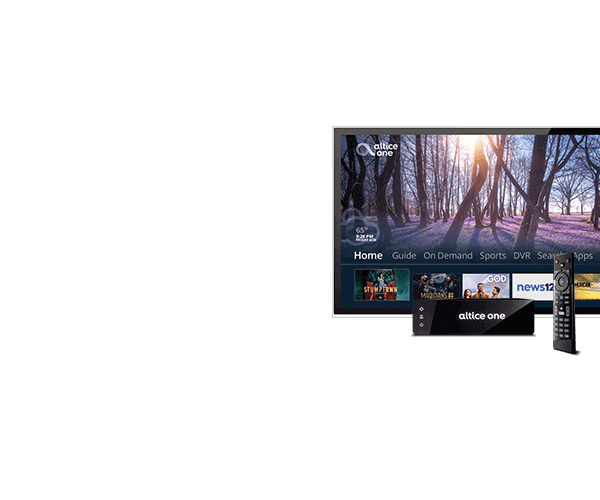 altice
one
65°
9:26 PM
Home Guide On Demand Sports DVR Search Apps
STUMPTOWN
MAGICIANS
GOD
news12
AMERICAN
altice one